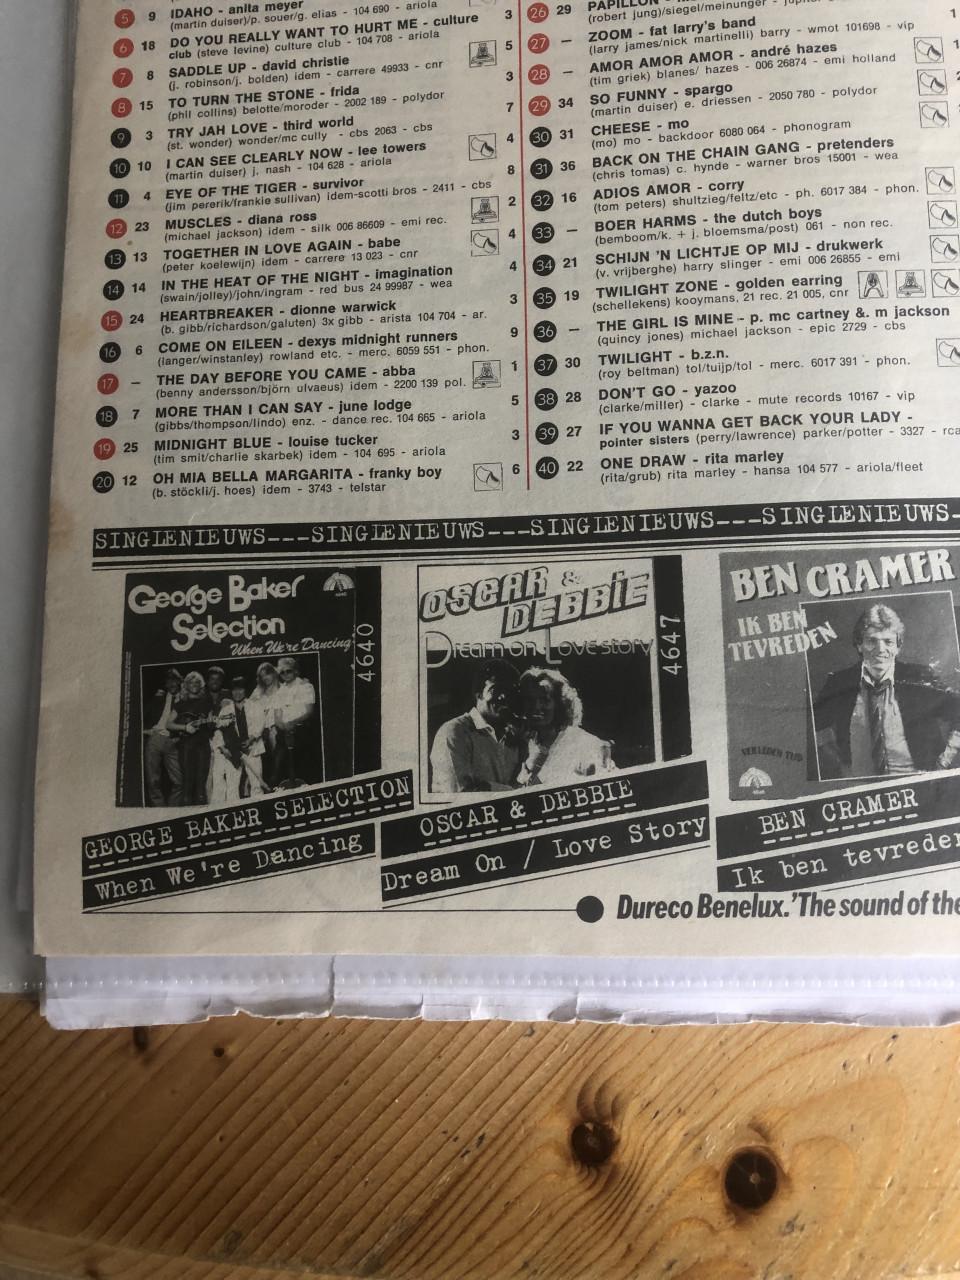 5 9 IDAHO - anita meyer
(martin duiser)/p. souer/g. elias - 104 690 - ariola
6 18 DO YOU REALLY WANT TO HURT ME - culture 3
club (steve levine) culture club - 104 708 - ariola
7 8 SADDLE UP - david christie 5
(j. robinson/j. bolden) idem - carrere 49933 - cnr
8 15 TO TURN THE STONE - frida 3
(phil collins) belotte/moroder - 2002 189 - polydor
9 3 TRY JAH LOVE - third world 7
(st. wonder) wonder/mc cully - cbs 2063 - cbs
10 10 I CAN SEE CLEARLY NOW - lee towers 4
(martin duiser) j. nash - 104 628 - ariola
11 4 EYE OF THE TIGER - survivor 8
(jim pererik/frankie sullivan) idem-scotti bros - 2411 - cbs
12 23 MUSCLES - diana ross 2
(michael jackson) idem - silk 006 86609 - emi rec.
13 13 TOGETHER IN LOVE AGAIN - babe 4
(peter koelewijn) idem - carrere 13 023 - cnr
14 14 IN THE HEAT OF THE NIGHT - imagination 4
(swain/jolley)/john/ingram - red bus 24 99987 - wea
15 24 HEARTBREAKER - dionne warwick 3
(b. gibb/richardson/galuten) 3x gibb - arista 104 704 - ar.
16 6 COME ON EILEEN - dexys midnight runners 9
(langer/winstanley) rowland etc. - merc. 6059 551 - phon.
17 – THE DAY BEFORE YOU CAME - abba 1
(benny andersson/björn ulvaeus) idem - 2200 139 pol.
18 7 MORE THAN I CAN SAY - june lodge 5
(gibbs/thompson/lindo) enz. - dance rec. 104 665 - ariola
19 25 MIDNIGHT BLUE - louise tucker 3
(tim smit/charlie skarbek) idem - 104 695 - ariola
20 12 OH MIA BELLA MARGARITA - franky boy 6
(b. stöckli/j. hoes) idem - 3743 - telstar
26 29 PAPILLON
(robert jung)/siegel/meinunger
27 – ZOOM - fat larry's band 1
(larry james/nick martinelli) barry - wmot 101698 - vip
28 – AMOR AMOR AMOR - andré hazes
(tim griek) blanes/ hazes - 006 26874 - emi holland
29 34 SO FUNNY - spargo
(martin duiser) e. driessen - 2050 780 - polydor
30 31 CHEESE - mo
(mo) mo - backdoor 6080 064 - phonogram
31 36 BACK ON THE CHAIN GANG - pretenders
(chris tomas) c. hynde - warner bros 15001 - wea
32 16 ADIOS AMOR - corry
(tom peters) shultzieg/feltz/etc - ph. 6017 384 - phon.
33 – BOER HARMS - the dutch boys
(bemboom/k. + j. bloemsma/post) 061 - non rec.
34 21 SCHIJN 'N LICHTJE OP MIJ - drukwerk
(v. vrijberghe) harry slinger - emi 006 26855 - emi
35 19 TWILIGHT ZONE - golden earring
(schellekens) kooymans, 21 rec. 21 005, cnr
36 – THE GIRL IS MINE - p. mc cartney &. m jackson
(quincy jones) michael jackson - epic 2729 - cbs
37 30 TWILIGHT - b.z.n.
(roy beltman) tol/tuijp/tol - merc. 6017 391 - phon.
38 28 DON'T GO - yazoo
(clarke/miller) - clarke - mute records 10167 - vip
39 27 IF YOU WANNA GET BACK YOUR LADY -
pointer sisters (perry/lawrence) parker/potter - 3327 - rca
40 22 ONE DRAW - rita marley
(rita/grub) rita marley - hansa 104 577 - ariola/fleet
SINGLENIEUWS---SINGLENIEUWS---SINGLENIEUWS---SINGLENIEUWS-
George Baker
Selection
When We're Dancing
4640
OSCAR &
DEBBIE
Dream on Love story
4647
BEN CRAMER
IK BEN
TEVREDEN
VERLEDEN TIJD
GEORGE BAKER SELECTION
When We're Dancing
OSCAR & DEBBIE
Dream On / Love Story
BEN CRAMER
Ik ben tevreden
Dureco Benelux.'The sound of the